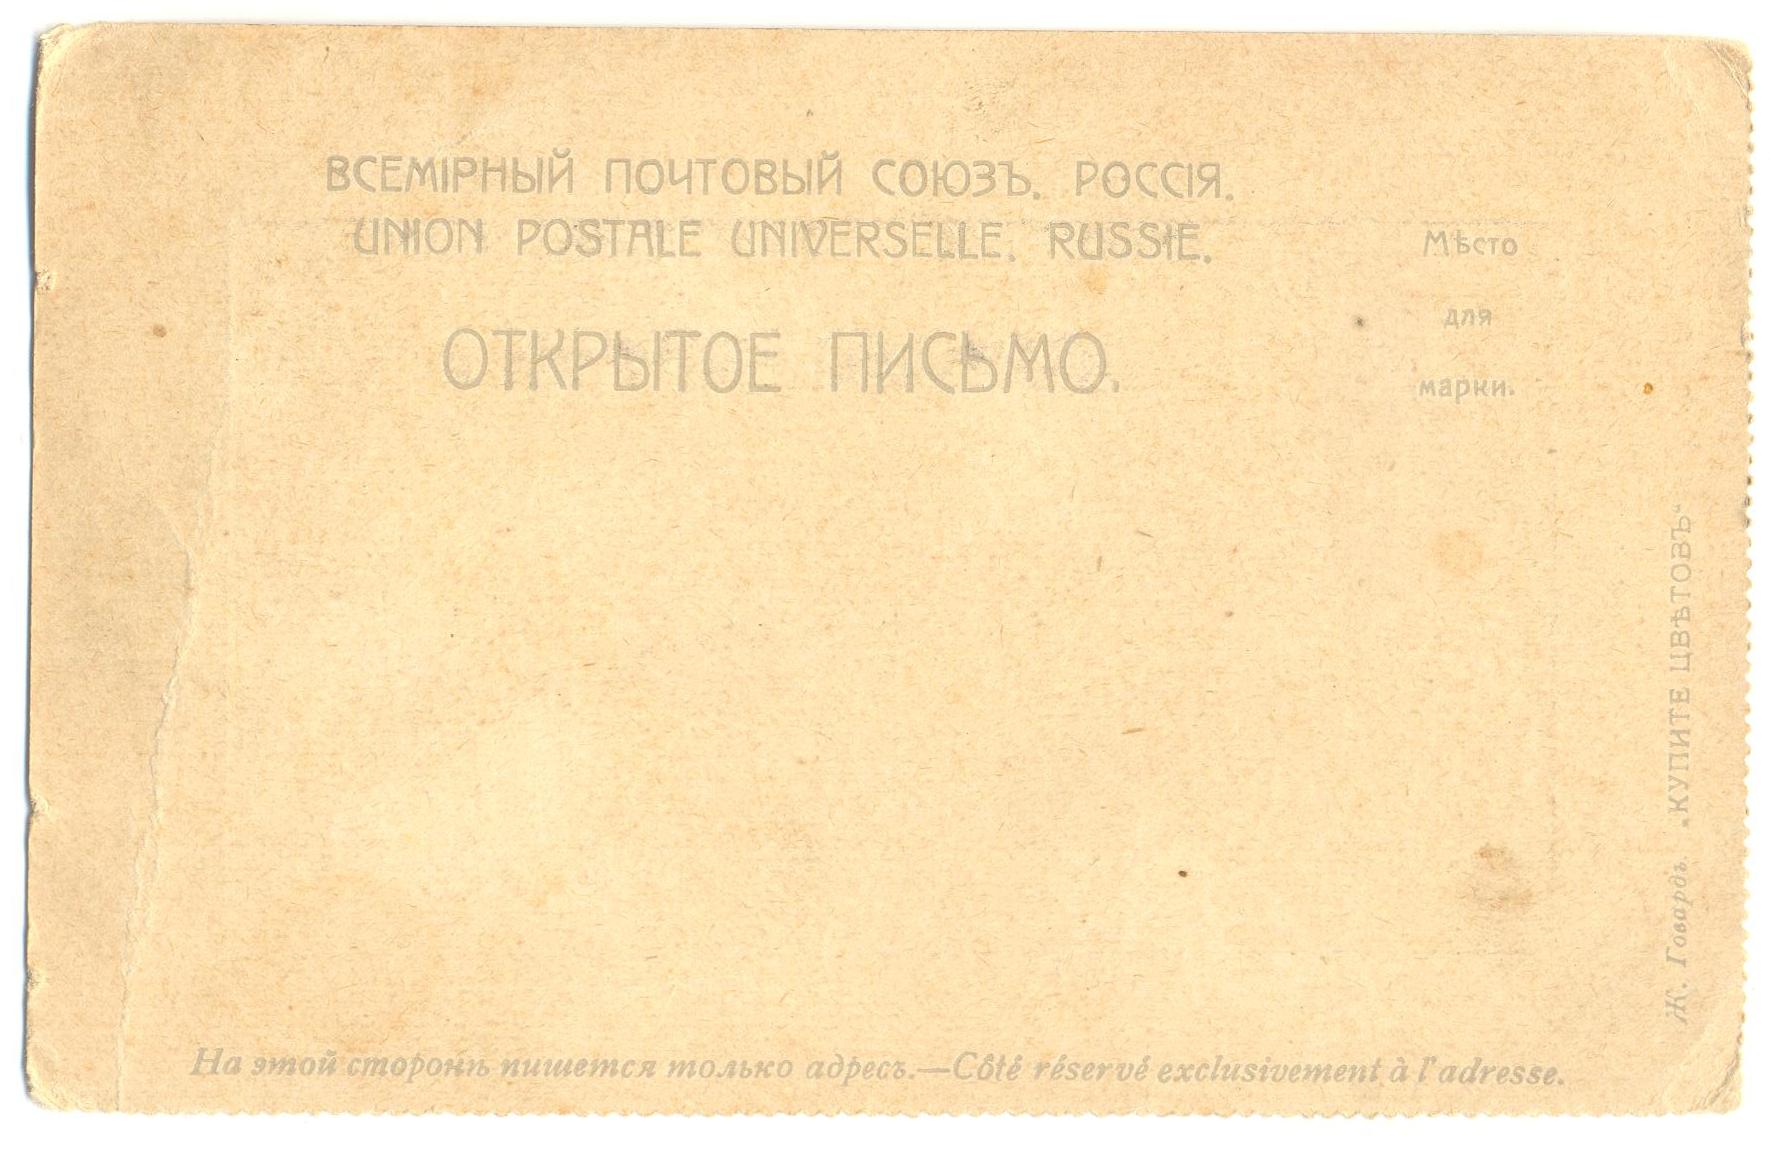 ВСЕМІРНЫЙ ПОЧТОВЫЙ СОЮЗЪ. РОССІЯ.
UNION POSTALE UNIVERSELLE. RUSSIE.
ОТКРЫТОЕ ПИСЬМО.
Мѣсто
для
марки.
Ж. Говардъ. „КУПИТЕ ЦВѢТОВЪ“
На этой сторонѣ пишется только адресъ.—Côté réservé exclusivement à l'adresse.